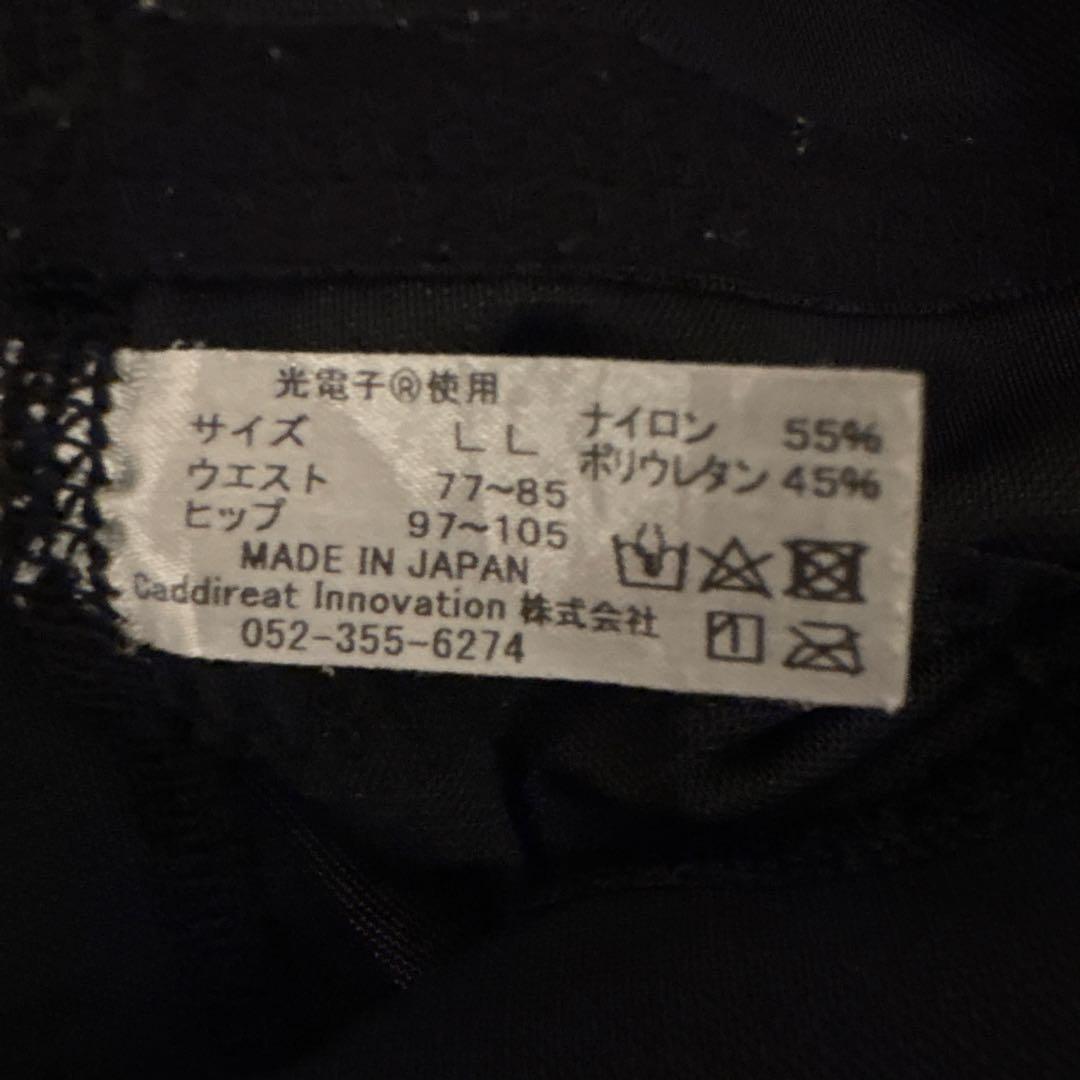 光電子®使用
サイズ LL
ウエスト 77~85
ヒップ 97~105
MADE IN JAPAN
Caddireat Innovation 株式会社
052-355-6274
ナイロン 55%
ポリウレタン 45%
1